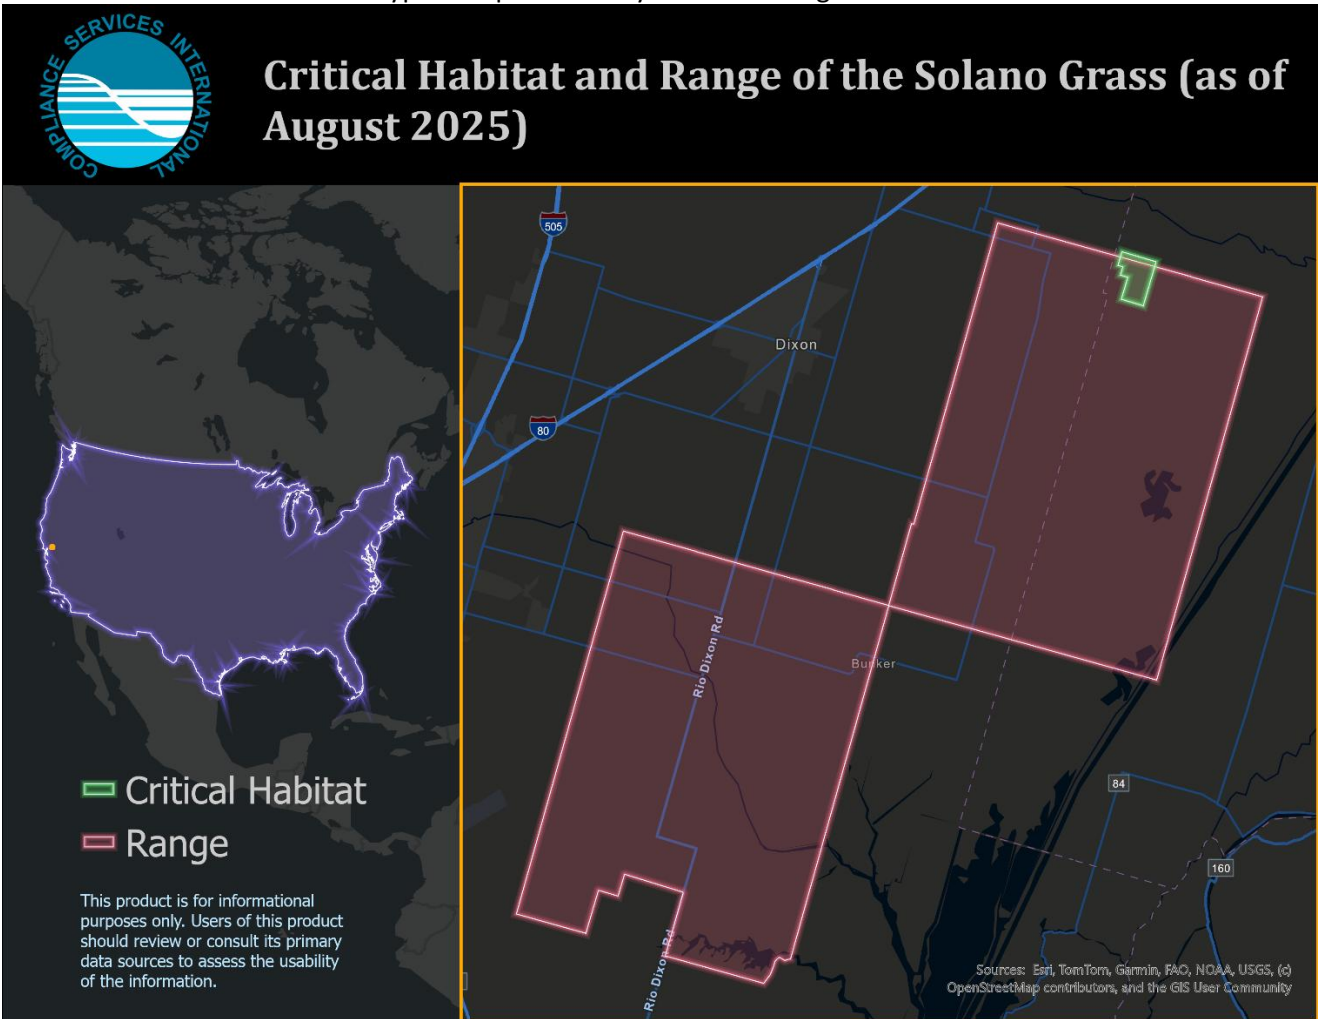 COMPLIANCE SERVICES INTERNATIONAL
Critical Habitat and Range of the Solano Grass (as of
August 2025)
505
Dixon
80
Rio Dixon Rd
Bunker
84
160
Rio Dixon Rd
Critical Habitat
Range
This product is for informational
purposes only. Users of this product
should review or consult its primary
data sources to assess the usability
of the information.
Sources: Esri, TomTom, Garmin, FAO, NOAA, USGS, (c)
OpenStreetMap contributors, and the GIS User Community